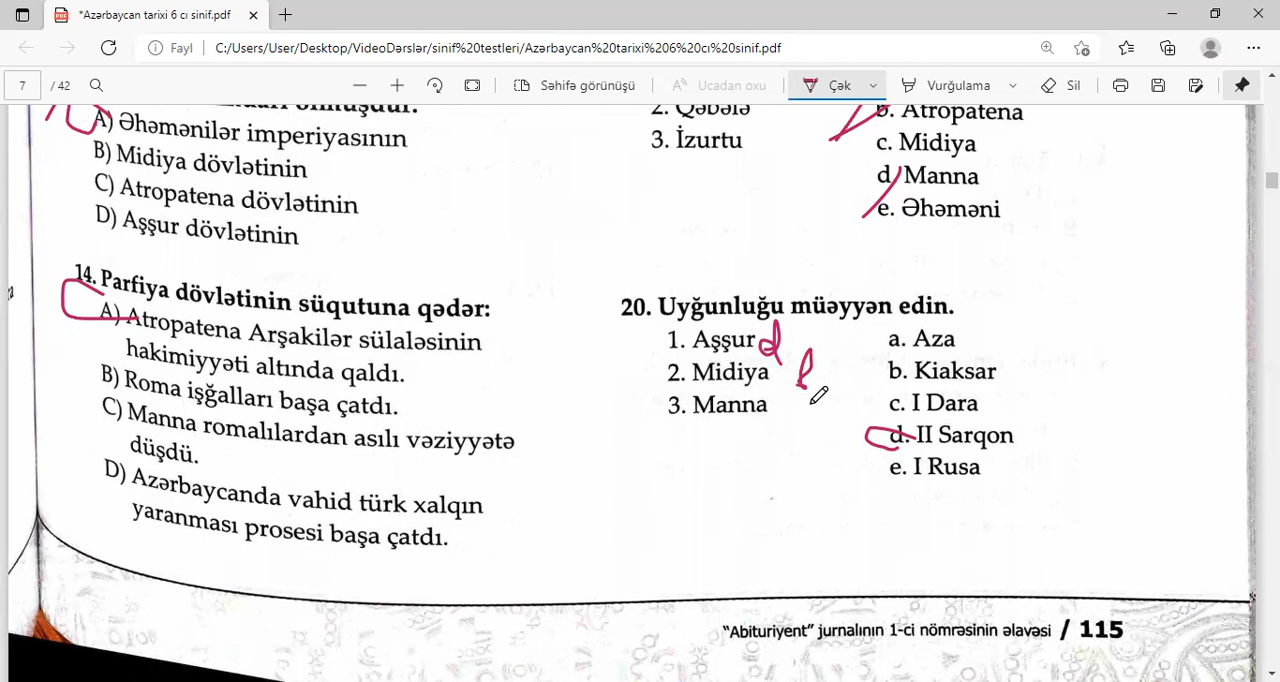 *Azərbaycan tarixi 6 cı sinif.pdf
Fayl
C:/Users/User/Desktop/VideoDərslər/sinif%20testleri/Azərbaycan%20tarixi%206%20cı%20sinif.pdf
7 / 42
Səhifə görünüşü
Ucadan oxu
Çək
Vurğulama
Sil
A) Əhəmənilər imperiyasının
B) Midiya dövlətinin
C) Atropatena dövlətinin
D) Aşşur dövlətinin
14. Parfiya dövlətinin süqutuna qədər:
A) Atropatena Arşakilər sülaləsinin
hakimiyyəti altında qaldı.
B) Roma işğalları başa çatdı.
C) Manna romalılardan asılı vəziyyətə
düşdü.
D) Azərbaycanda vahid türk xalqın
yaranması prosesi başa çatdı.
2. Qəbələ
3. İzurtu
b. Atropatena
c. Midiya
d. Manna
e. Əhəməni
20. Uyğunluğu müəyyən edin.
1. Aşşur d
2. Midiya
3. Manna
a. Aza
b. Kiaksar
c. I Dara
d. II Sarqon
e. I Rusa
"Abituriyent" jurnalının 1-ci nömrəsinin əlavəsi / 115